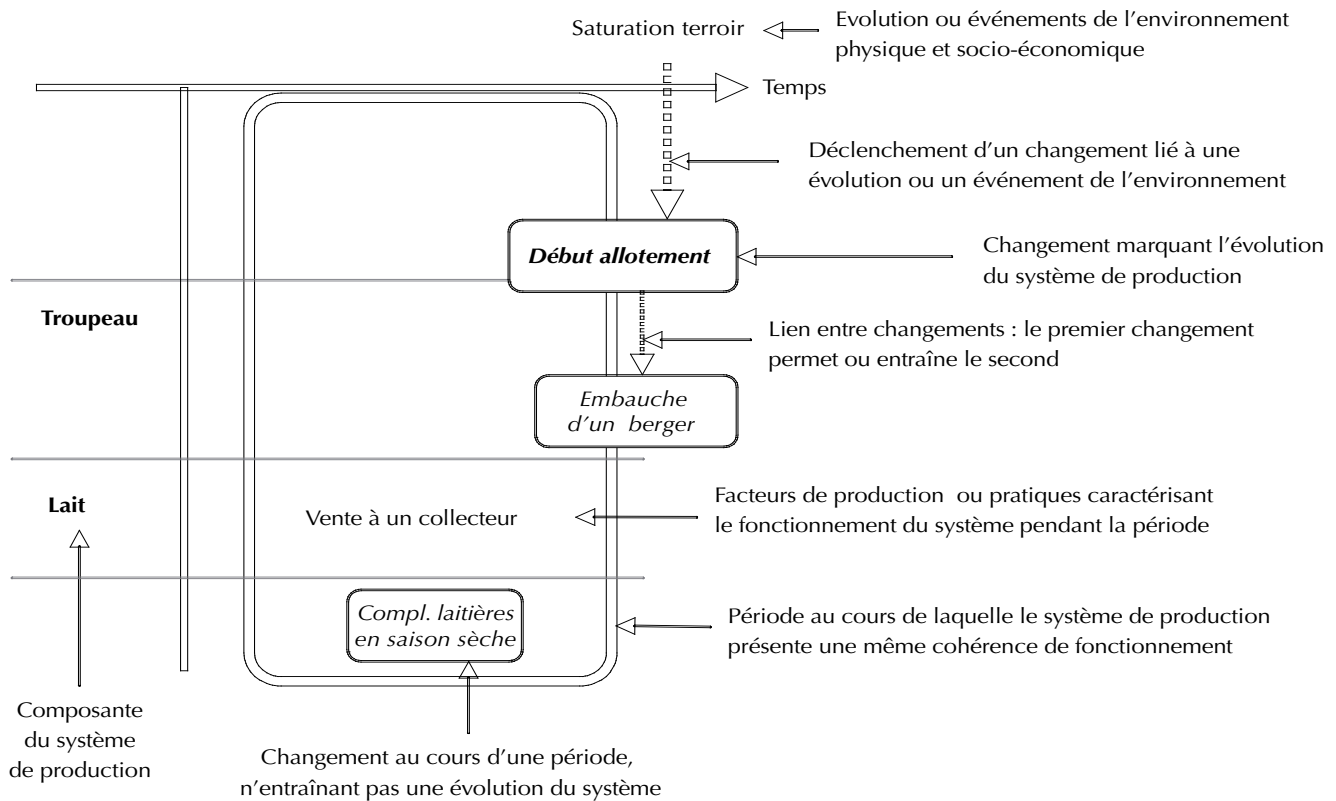 Saturation terroir
Evolution ou événements de l'environnement
physique et socio-économique
Temps
Déclenchement d'un changement lié à une
évolution ou un événement de l'environnement
Début allotement
Changement marquant l'évolution
du système de production
Troupeau
Lien entre changements : le premier changement
permet ou entraîne le second
Embauche
d'un berger
Lait
Vente à un collecteur
Facteurs de production ou pratiques caractérisant
le fonctionnement du système pendant la période
Compl. laitières
en saison sèche
Période au cours de laquelle le système de production
présente une même cohérence de fonctionnement
Composante
du système
de production
Changement au cours d'une période,
n'entraînant pas une évolution du système